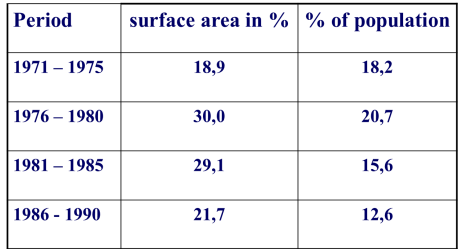 Period surface area in % % of population
1971 – 1975 18,9 18,2
1976 – 1980 30,0 20,7
1981 – 1985 29,1 15,6
1986 - 1990 21,7 12,6